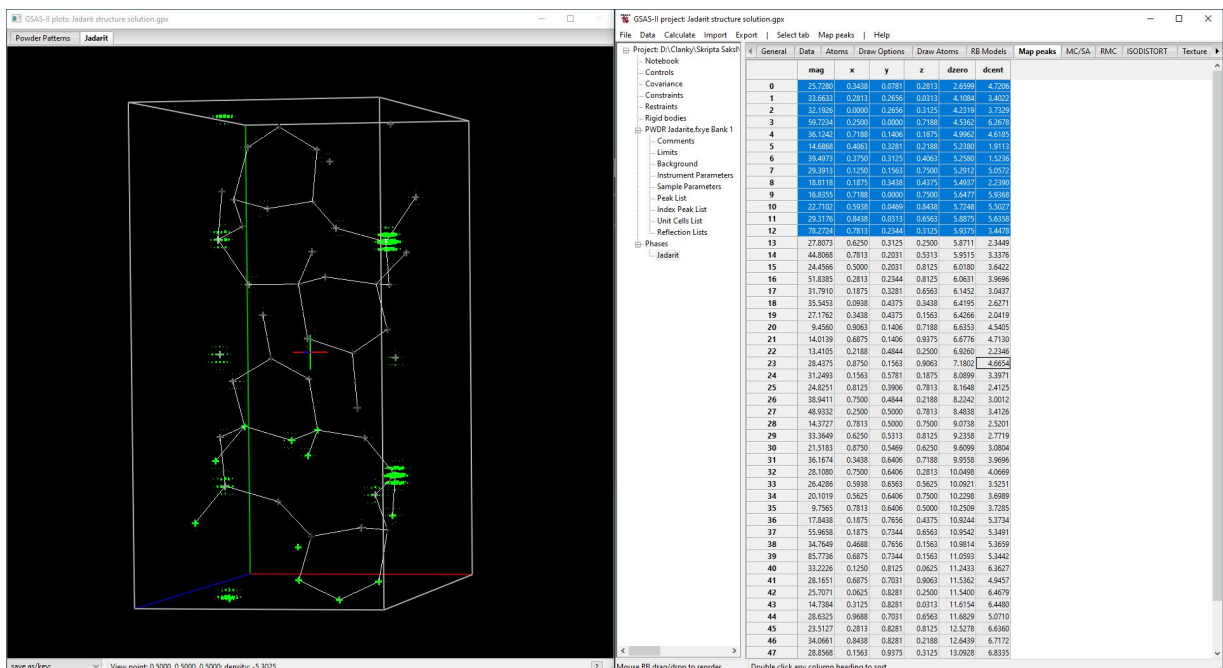 GSAS-II plots: Jadarit structure solution.gpx
Powder Patterns Jadarit
save as/key: View point: 0.5000, 0.5000, 0.5000; density: -5.3025 ?
GSAS-II project: Jadarit structure solution.gpx
File Data Calculate Import Export | Select tab Map peaks | Help
Project: D:\Clanky\Skripta Saksl\
Notebook
Controls
Covariance
Constraints
Restraints
Rigid bodies
PWDR Jadarite.fxye Bank 1
Comments
Limits
Background
Instrument Parameters
Sample Parameters
Peak List
Index Peak List
Unit Cells List
Reflection Lists
Phases
Jadarit
General Data Atoms Draw Options Draw Atoms RB Models Map peaks MC/SA RMC ISODISTORT Texture
mag x y z dzero dcent
0 25.7280 0.3438 0.0781 0.2813 2.6599 4.7206
1 33.6633 0.2813 0.2656 0.0313 4.1084 3.4022
2 32.1926 0.0000 0.2656 0.3125 4.2319 3.7329
3 59.7234 0.2500 0.0000 0.7188 4.5362 6.2678
4 36.1242 0.7188 0.1406 0.1875 4.9962 4.6185
5 14.6868 0.4063 0.3281 0.2188 5.2380 1.9113
6 39.4973 0.3750 0.3125 0.4063 5.2580 1.5236
7 29.3913 0.1250 0.1563 0.7500 5.2912 5.0572
8 18.8118 0.1875 0.3438 0.4375 5.4937 2.2390
9 16.8355 0.7188 0.0000 0.7500 5.6477 5.9368
10 22.7102 0.5938 0.0469 0.8438 5.7248 5.5027
11 29.3176 0.8438 0.0313 0.6563 5.8875 5.6358
12 78.2724 0.7813 0.2344 0.3125 5.9375 3.4478
13 27.8073 0.6250 0.3125 0.2500 5.8711 2.3449
14 44.8068 0.7813 0.2031 0.5313 5.9515 3.3376
15 24.4566 0.5000 0.2031 0.8125 6.0180 3.6422
16 51.8385 0.2813 0.2344 0.8125 6.0631 3.9696
17 31.7910 0.1875 0.3281 0.6563 6.1452 3.0437
18 35.5453 0.0938 0.4375 0.3438 6.4195 2.6271
19 27.1762 0.3438 0.4375 0.1563 6.4266 2.0419
20 9.4560 0.9063 0.1406 0.7188 6.6353 4.5405
21 14.0139 0.6875 0.1406 0.9375 6.6776 4.7130
22 13.4105 0.2188 0.4844 0.2500 6.9260 2.2346
23 28.4375 0.8750 0.1563 0.9063 7.1802 4.6654
24 31.2493 0.1563 0.5781 0.1875 8.0899 3.3971
25 24.8251 0.8125 0.3906 0.7813 8.1648 2.4125
26 38.9411 0.7500 0.4844 0.2188 8.2242 3.0012
27 48.9332 0.2500 0.5000 0.7813 8.4838 3.4126
28 14.3727 0.7813 0.5000 0.7500 9.0738 2.5201
29 33.3649 0.6250 0.5313 0.8125 9.2358 2.7719
30 21.5183 0.8750 0.5469 0.6250 9.6099 3.0804
31 36.1674 0.3438 0.6406 0.7188 9.9558 3.9696
32 28.1080 0.7500 0.6406 0.2813 10.0498 4.0669
33 26.4286 0.5938 0.6563 0.5625 10.0921 3.5251
34 20.1019 0.5625 0.6406 0.7500 10.2298 3.6989
35 9.7565 0.7813 0.6406 0.5000 10.2509 3.7285
36 17.8438 0.1875 0.7656 0.4375 10.9244 5.3734
37 55.9658 0.1875 0.7344 0.6563 10.9542 5.3491
38 34.7649 0.4688 0.7656 0.1563 10.9814 5.3659
39 85.7736 0.6875 0.7344 0.1563 11.0593 5.3442
40 33.2226 0.1250 0.8125 0.0625 11.2433 6.3627
41 28.1651 0.6875 0.7031 0.9063 11.5362 4.9457
42 25.7071 0.0625 0.8281 0.2500 11.5400 6.4679
43 14.7384 0.3125 0.8281 0.0313 11.6154 6.4480
44 28.6325 0.9688 0.7031 0.6563 11.6829 5.0710
45 23.5127 0.2813 0.8281 0.8125 12.5278 6.6360
46 34.0661 0.8438 0.8281 0.2188 12.6439 6.7172
47 28.8568 0.1563 0.9375 0.3125 13.0928 6.8335
Mouse RB drag/drop to reorder Double click any column heading to sort